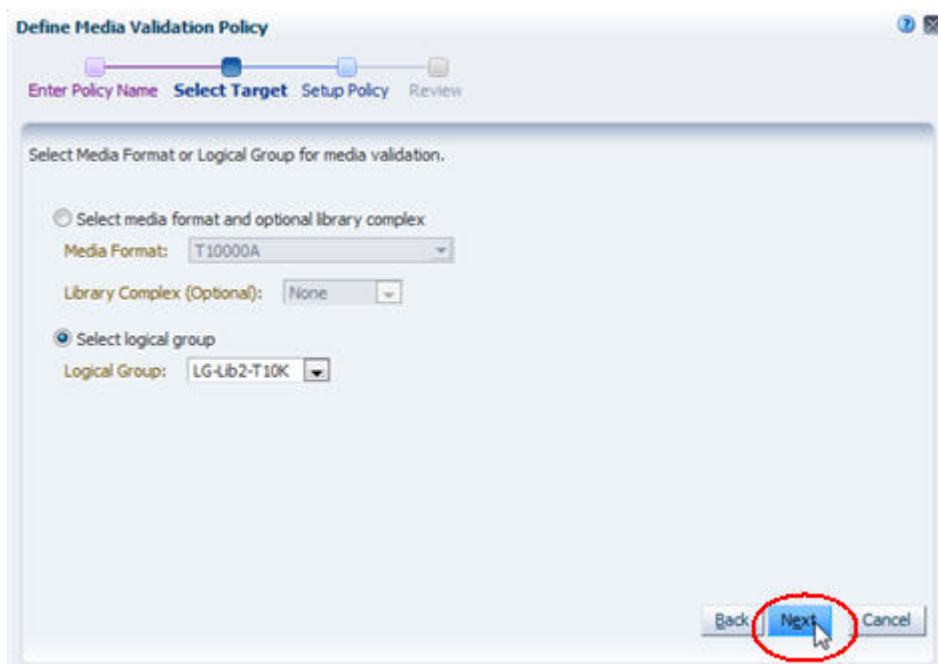 Define Media Validation Policy
Enter Policy Name Select Target Setup Policy Review
Select Media Format or Logical Group for media validation.
Select media format and optional library complex
Media Format: T10000A
Library Complex (Optional): None
Select logical group
Logical Group: LG-Lib2-T10K
Back Next Cancel